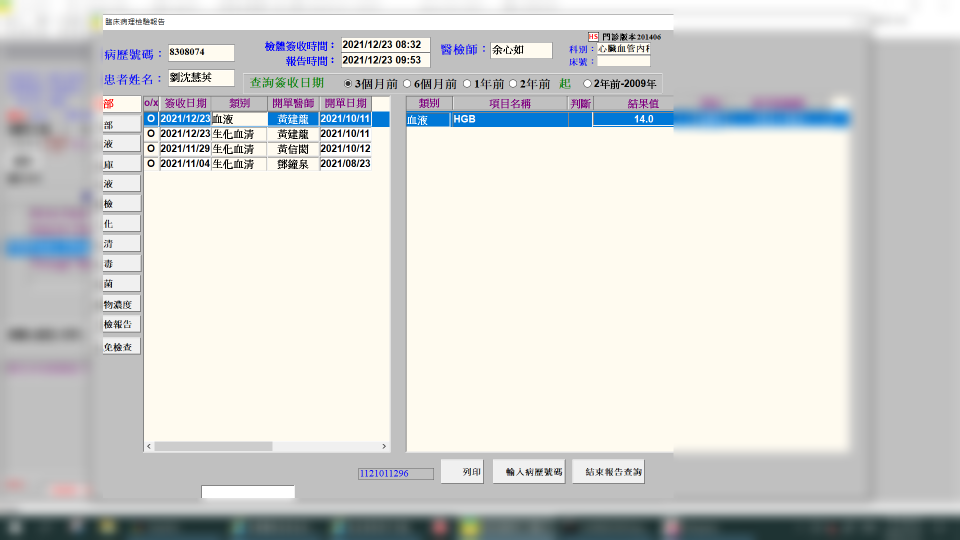 臨床病理檢驗報告
HS 門診版本201406
病歷號碼： 8308074 檢體簽收時間： 2021/12/23 08:32 醫檢師： 余心如 科別： 心臟血管內科
報告時間： 2021/12/23 09:53 床號：
患者姓名： 劉沈慧英 查詢簽收日期 3個月前 6個月前 1年前 2年前 起 2年前-2009年
部 o/x 簽收日期 類別 開單醫師 開單日期 類別 項目名稱 判斷 結果值
O 2021/12/23 血液 黃建龍 2021/10/11 血液 HGB 14.0
部 O 2021/12/23 生化血清 黃建龍 2021/10/11
液 O 2021/11/29 生化血清 黃信閎 2021/10/12
庫 O 2021/11/04 生化血清 鄧鐘泉 2021/08/23
液
檢
化
清
毒
菌
物濃度
檢報告
免檢查
1121011296 列印 輸入病歷號碼 結束報告查詢